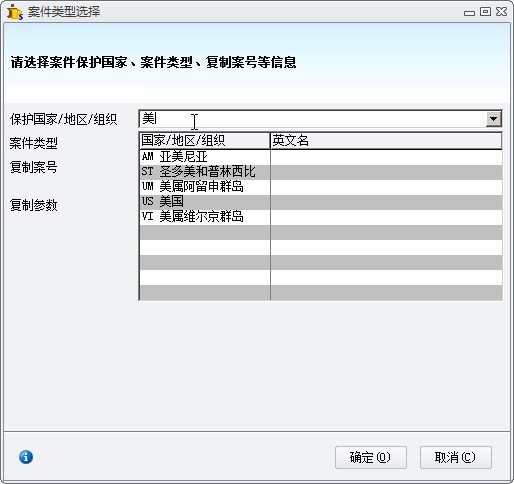 案件类型选择
请选择案件保护国家、案件类型、复制案号等信息
保护国家/地区/组织 美
案件类型
复制案号
复制参数
国家/地区/组织 英文名
AM 亚美尼亚
ST 圣多美和普林西比
UM 美属阿留申群岛
US 美国
VI 美属维尔京群岛
确定(O) 取消(C)